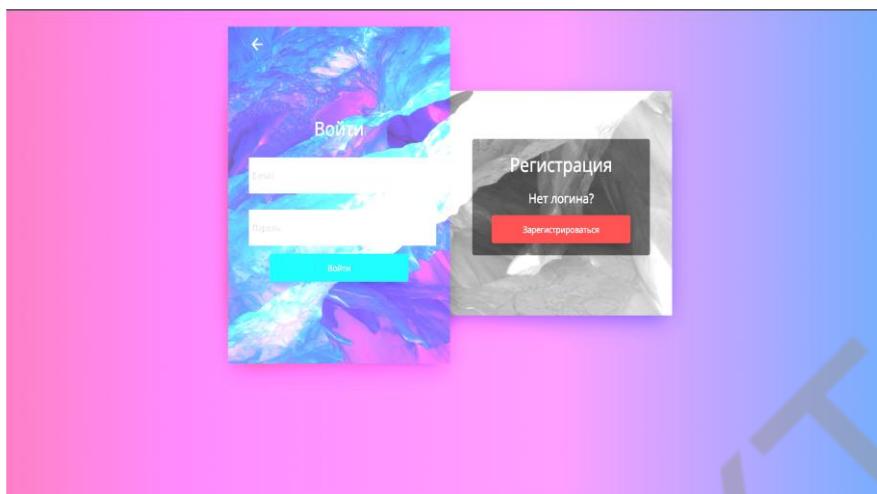 Войти
Email
Пароль
Войти
Регистрация
Нет логина?
Зарегистрироваться